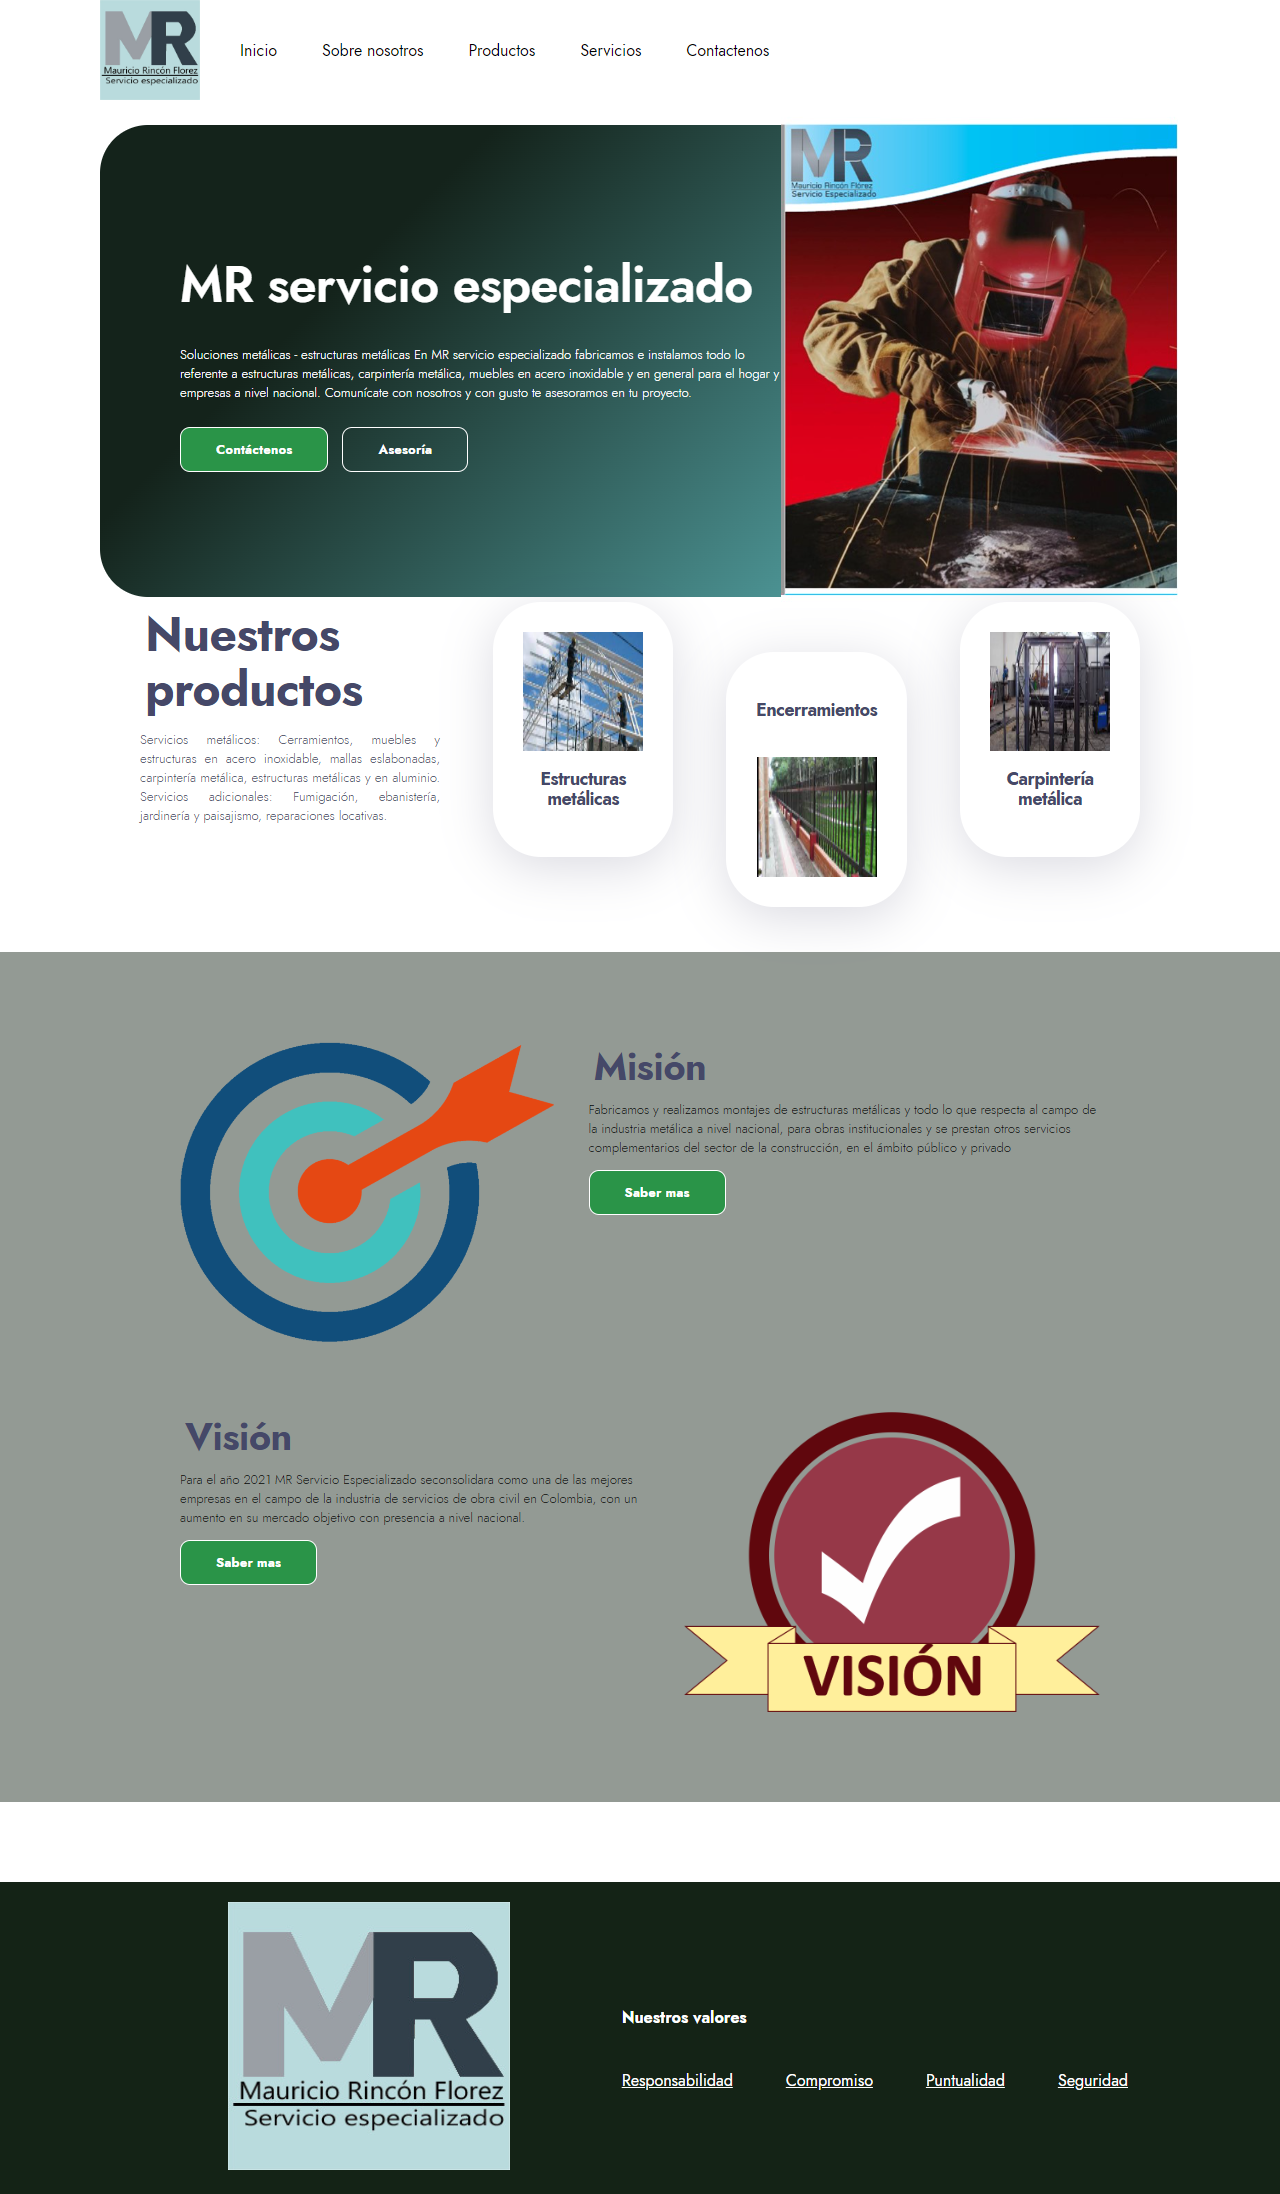 MR
Mauricio Rincón Florez
Servicio especializado
Inicio
Sobre nosotros
Productos
Servicios
Contactenos
MR servicio especializado
Soluciones metálicas - estructuras metálicas En MR servicio especializado fabricamos e instalamos todo lo
referente a estructuras metálicas, carpintería metálica, muebles en acero inoxidable y en general para el hogar y
empresas a nivel nacional. Comunícate con nosotros y con gusto te asesoramos en tu proyecto.
Contáctenos
Asesoría
MR
Mauricio Rincón Flórez
Servicio Especializado
Nuestros
productos
Servicios metálicos: Cerramientos, muebles y
estructuras en acero inoxidable, mallas eslabonadas,
carpintería metálica, estructuras metálicas y en aluminio.
Servicios adicionales: Fumigación, ebanistería,
jardinería y paisajismo, reparaciones locativas.
Estructuras
metálicas
Encerramientos
Carpintería
metálica
Misión
Fabricamos y realizamos montajes de estructuras metálicas y todo lo que respecta al campo de
la industria metálica a nivel nacional, para obras institucionales y se prestan otros servicios
complementarios del sector de la construcción, en el ámbito público y privado
Saber mas
Visión
Para el año 2021 MR Servicio Especializado seconsolidara como una de las mejores
empresas en el campo de la industria de servicios de obra civil en Colombia, con un
aumento en su mercado objetivo con presencia a nivel nacional.
Saber mas
VISIÓN
MR
Mauricio Rincón Florez
Servicio especializado
Nuestros valores
Responsabilidad
Compromiso
Puntualidad
Seguridad